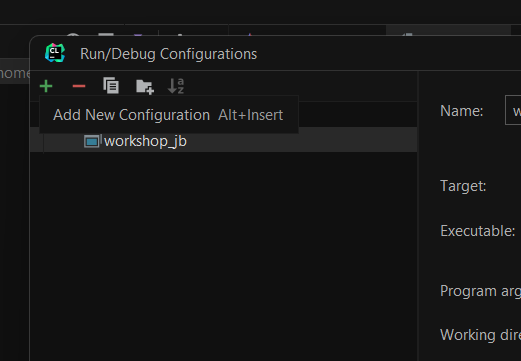 CL
Run/Debug Configurations
home
Add New Configuration Alt+Insert
workshop_jb
Name:
w
Target:
Executable:
Program arg
Working dire